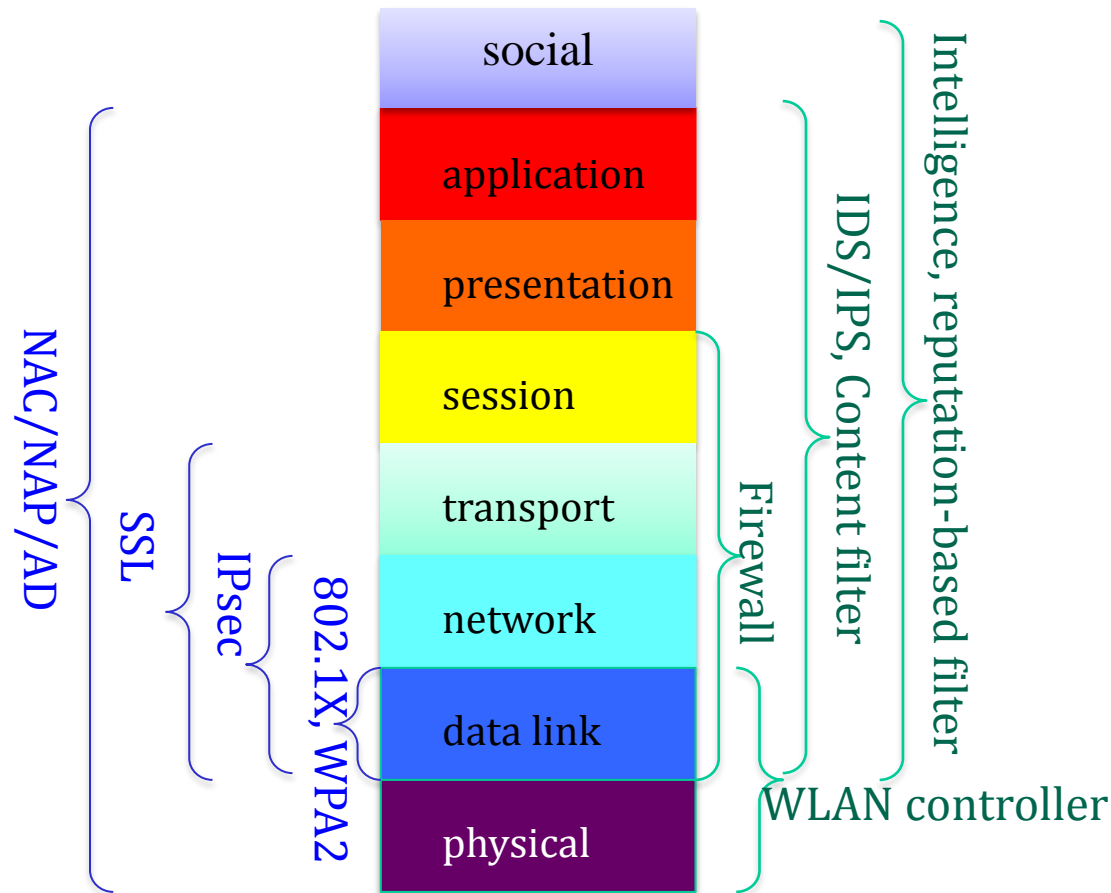 social
application
presentation
session
transport
network
data link
physical
NAC/NAP/AD
SSL
IPsec
802.1X, WPA2
Firewall
IDS/IPS, Content filter
Intelligence, reputation-based filter
WLAN controller